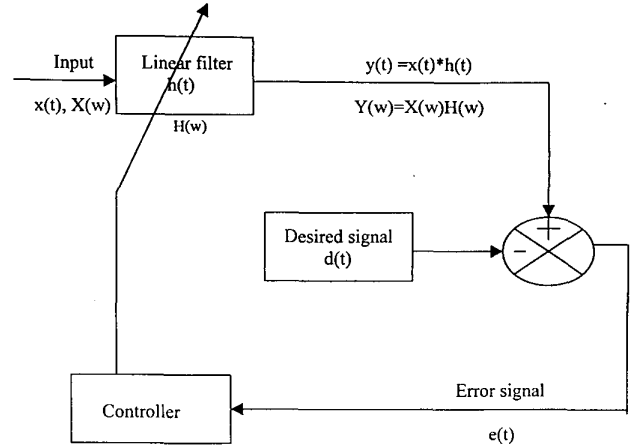 Input
x(t), X(w)
Linear filter
h(t)
H(w)
y(t) =x(t)*h(t)
Y(w)=X(w)H(w)
+
-
Desired signal
d(t)
Controller
Error signal
e(t)